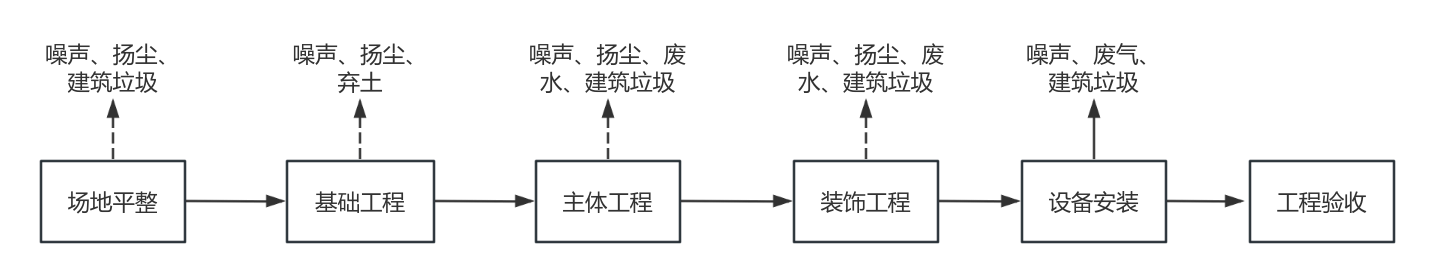 噪声、扬尘、
建筑垃圾
噪声、扬尘、
弃土
噪声、扬尘、废
水、建筑垃圾
噪声、扬尘、废
水、建筑垃圾
噪声、废气、
建筑垃圾
场地平整
基础工程
主体工程
装饰工程
设备安装
工程验收